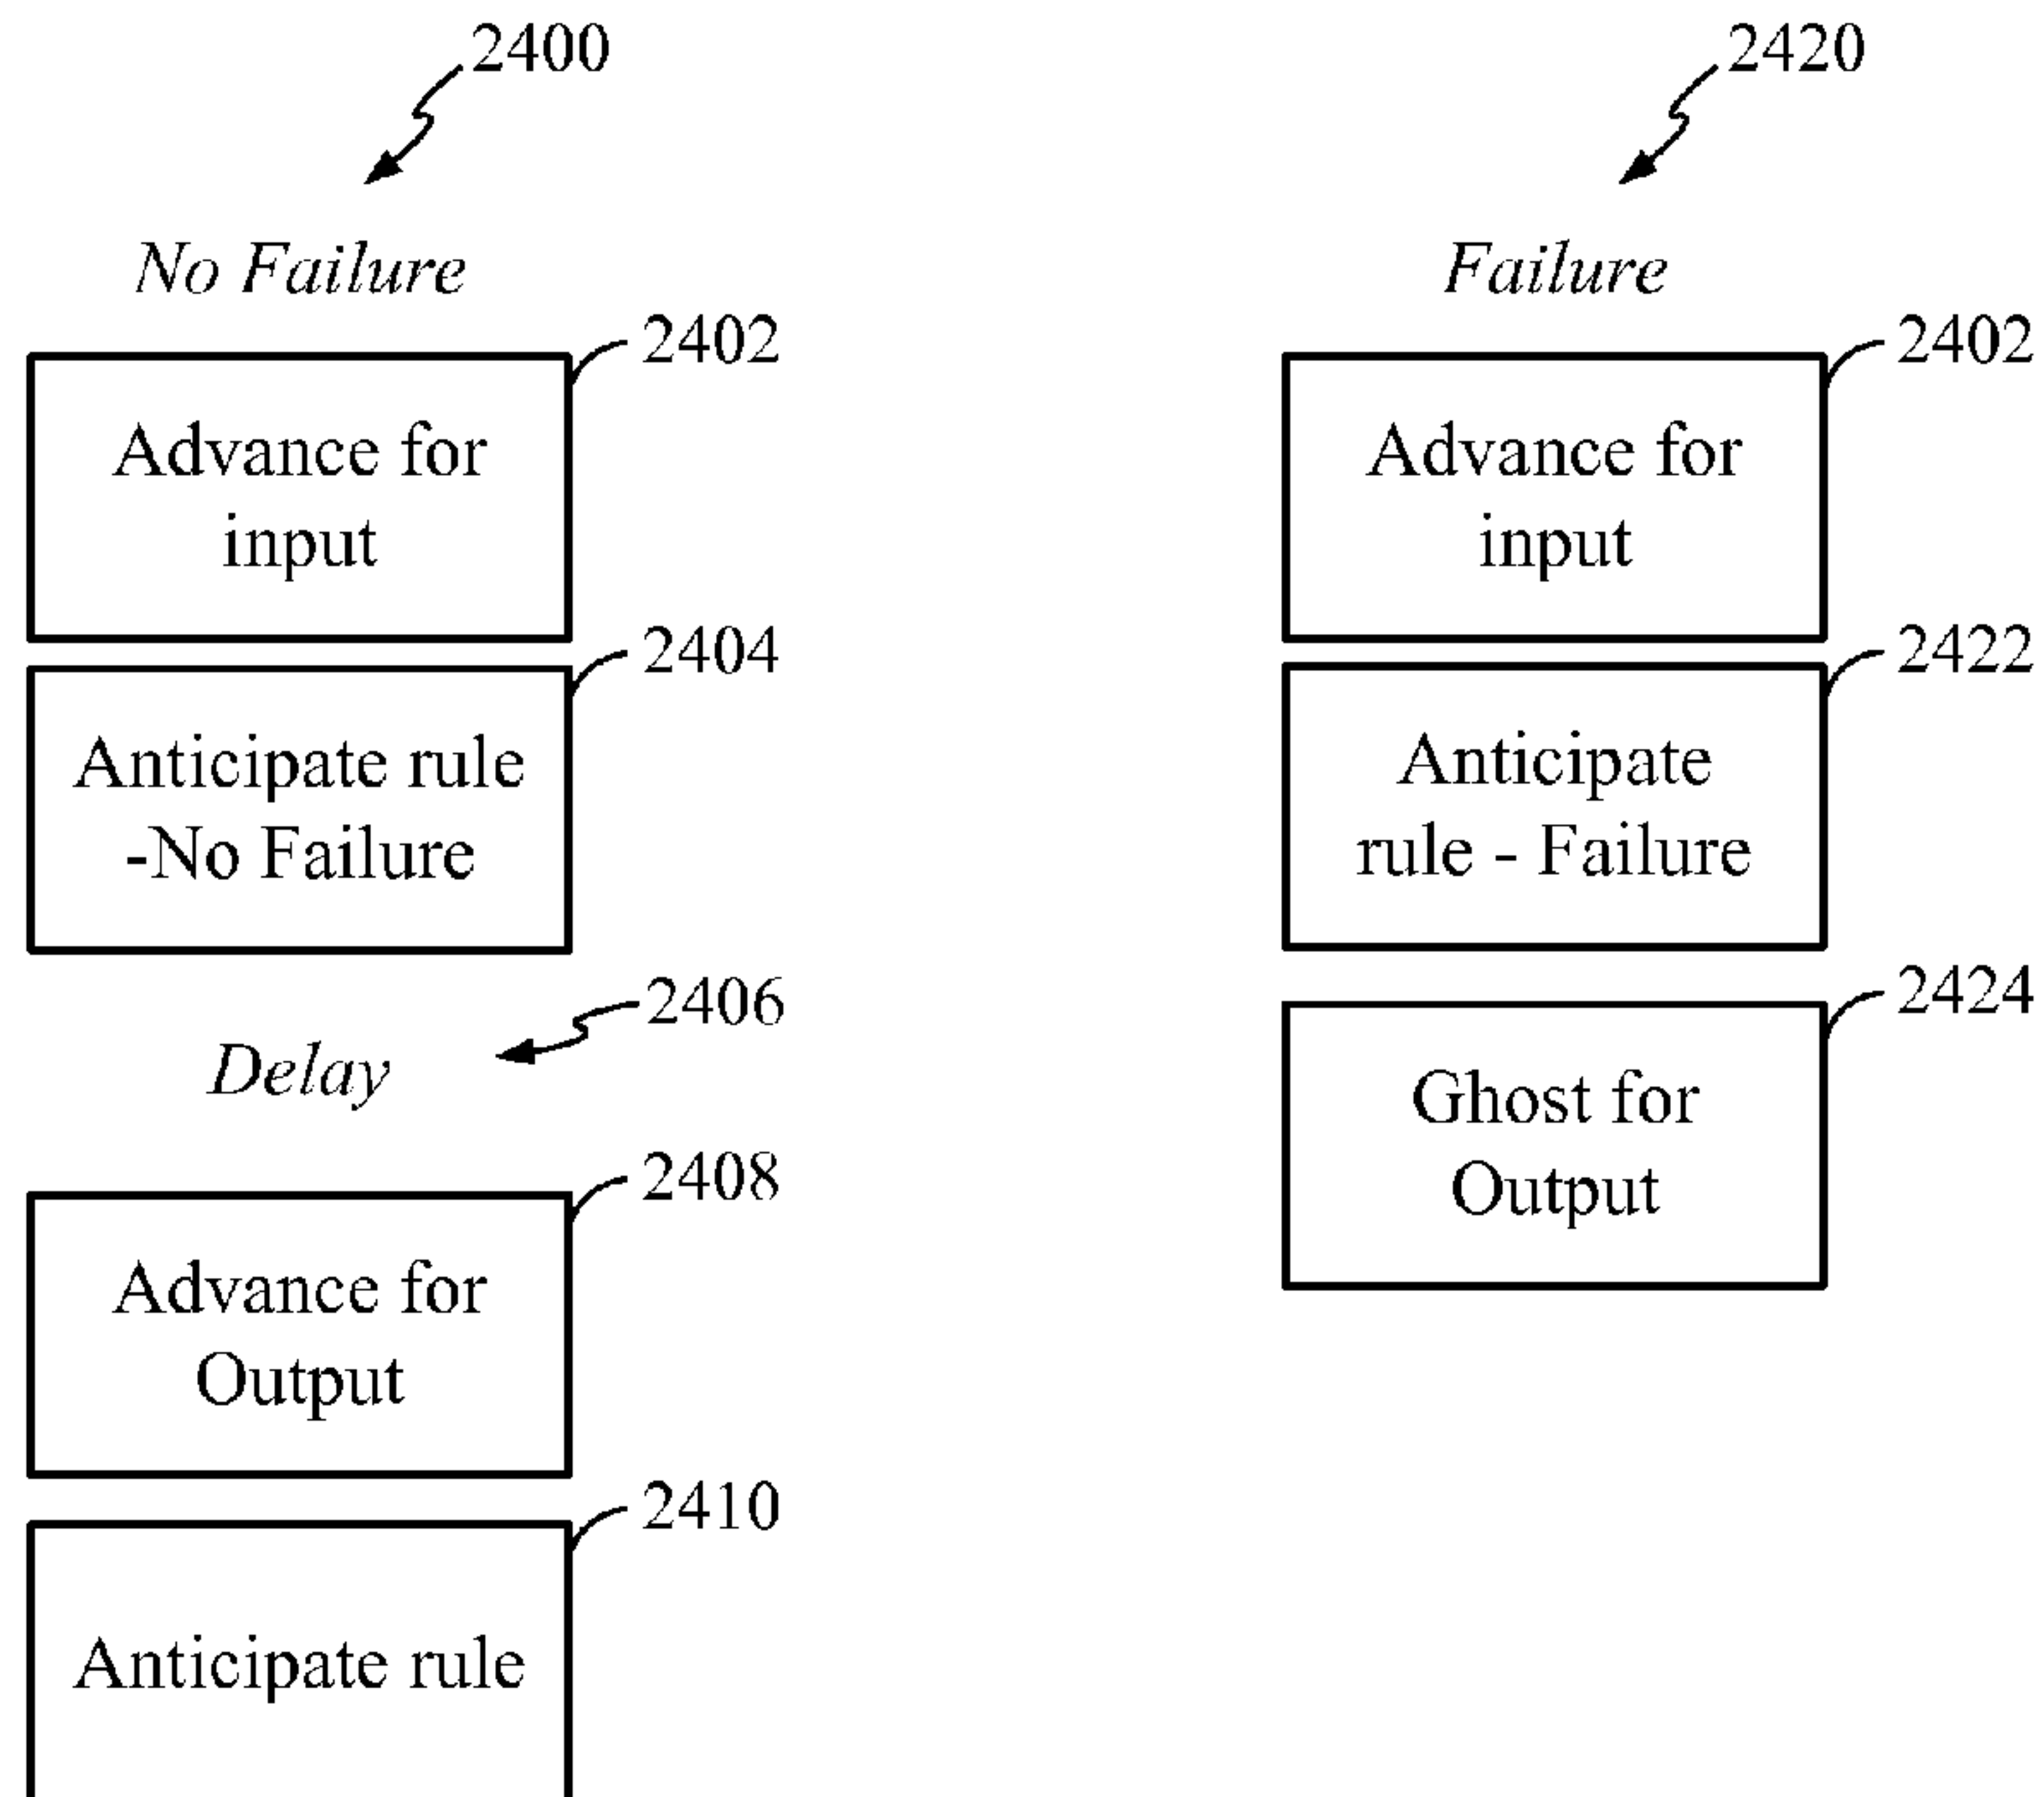 2400
No Failure
2402
Advance for
input
2404
Anticipate rule
-No Failure
2406
Delay
2408
Advance for
Output
2410
Anticipate rule
2420
Failure
2402
Advance for
input
2422
Anticipate
rule - Failure
2424
Ghost for
Output